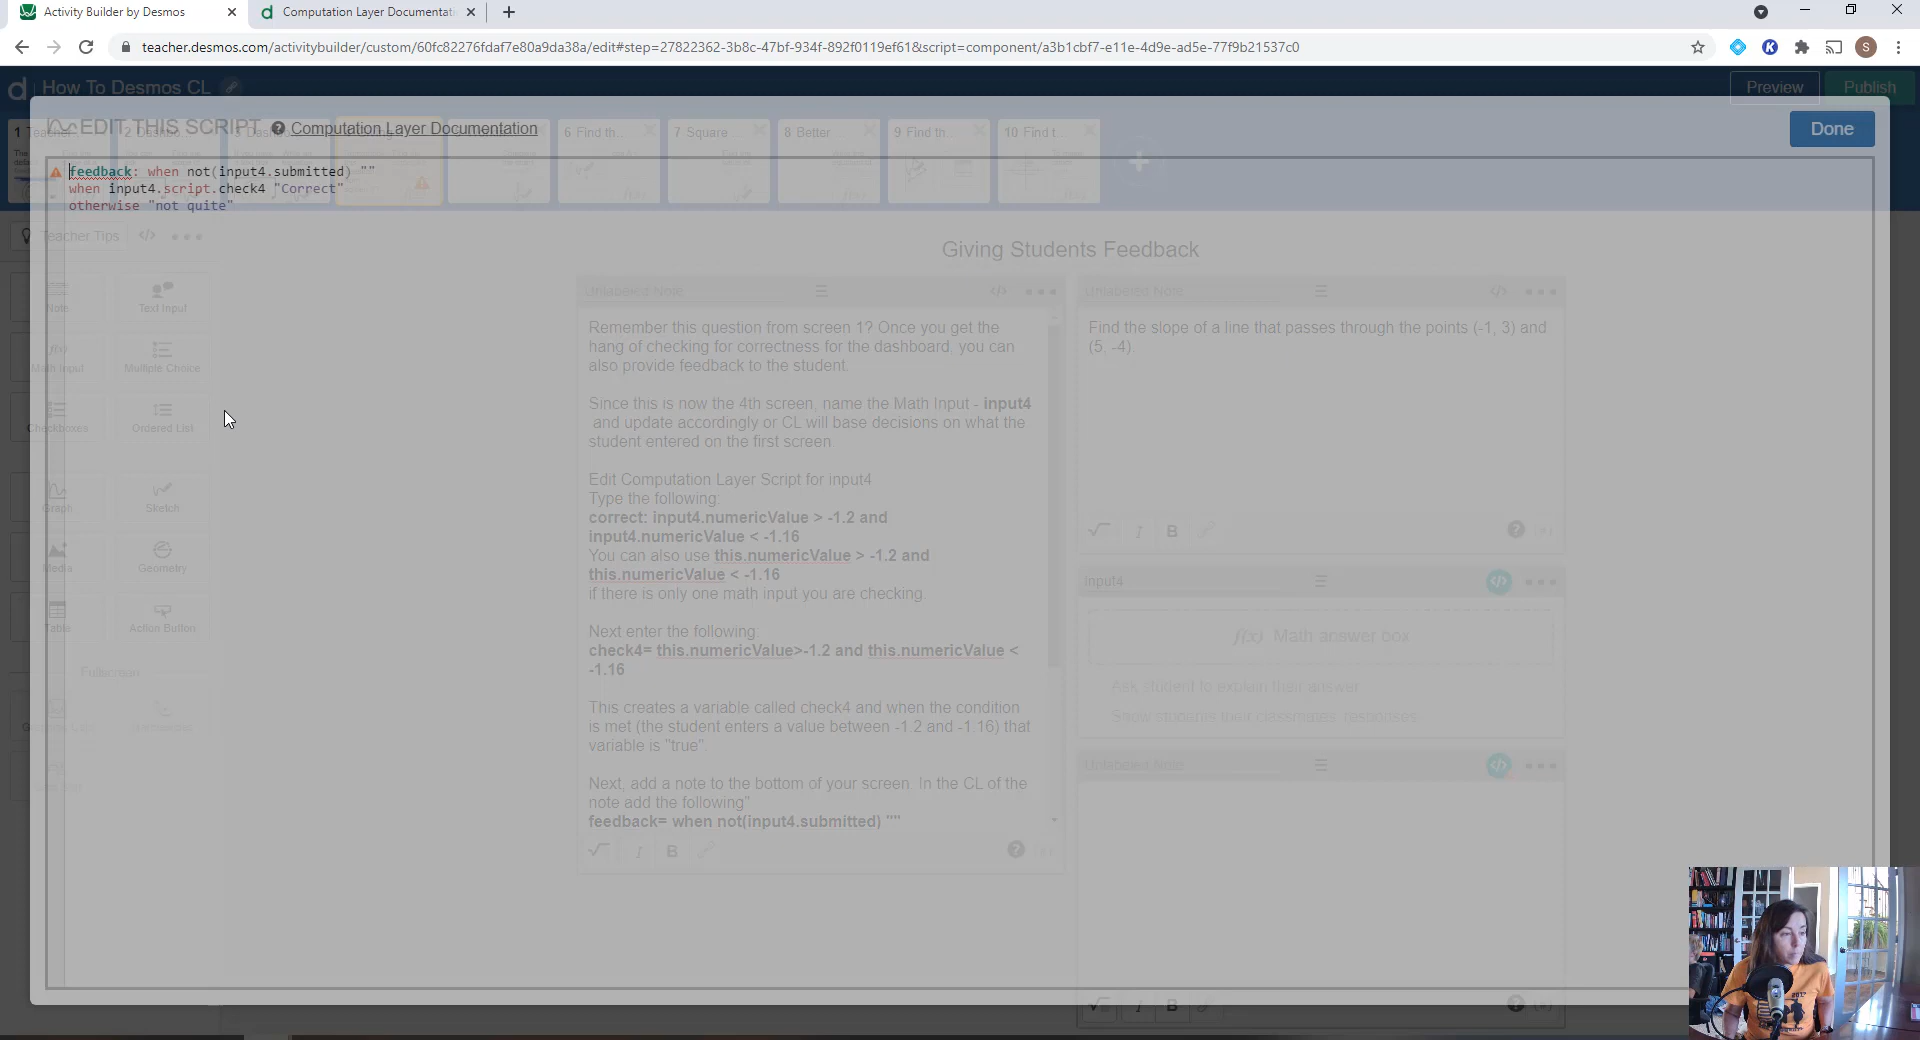 Activity Builder by Desmos
Computation Layer Documentati
teacher.desmos.com/activitybuilder/custom/60fc82276fdaf7e80a9da38a/edit#step=27822362-3b8c-47bf-934f-892f0119ef61&script=component/a3b1cbf7-e11e-4d9e-ad5e-77f9b21537c0
How To Desmos CL
Preview
Publish
EDIT THIS SCRIPT
Computation Layer Documentation
Done
6 Find th...
7 Square
8 Better
9 Find th...
10 Find t...
feedback: when not(input4.submitted) ""
when input4.script.check4 "Correct"
otherwise "not quite"
Teacher Tips
Giving Students Feedback
Note
Text Input
Math Input
Multiple Choice
Checkboxes
Ordered List
Graph
Sketch
Media
Geometry
Table
Action Button
Fullscreen
Unlabeled Note
Remember this question from screen 1? Once you get the
hang of checking for correctness for the dashboard, you can
also provide feedback to the student.
Since this is now the 4th screen, name the Math Input - input4
and update accordingly or CL will base decisions on what the
student entered on the first screen
Edit Computation Layer Script for input4
Type the following:
correct: input4.numericValue > -1.2 and
input4.numericValue < -1.16
You can also use this.numericValue > -1.2 and
this.numericValue < -1.16
if there is only one math input you are checking.
Next enter the following:
check4= this.numericValue>-1.2 and this.numericValue <
-1.16
This creates a variable called check4 and when the condition
is met (the student enters a value between -1.2 and -1.16) that
variable is "true".
Next, add a note to the bottom of your screen. In the CL of the
note add the following"
feedback= when not(input4.submitted) ""
B
Unlabeled Note
Find the slope of a line that passes through the points (-1, 3) and
(5, -4).
I B
Input4
f(x) Math answer box
Ask student to explain their answer
Show students their classmates' responses
Unlabeled Note
I B